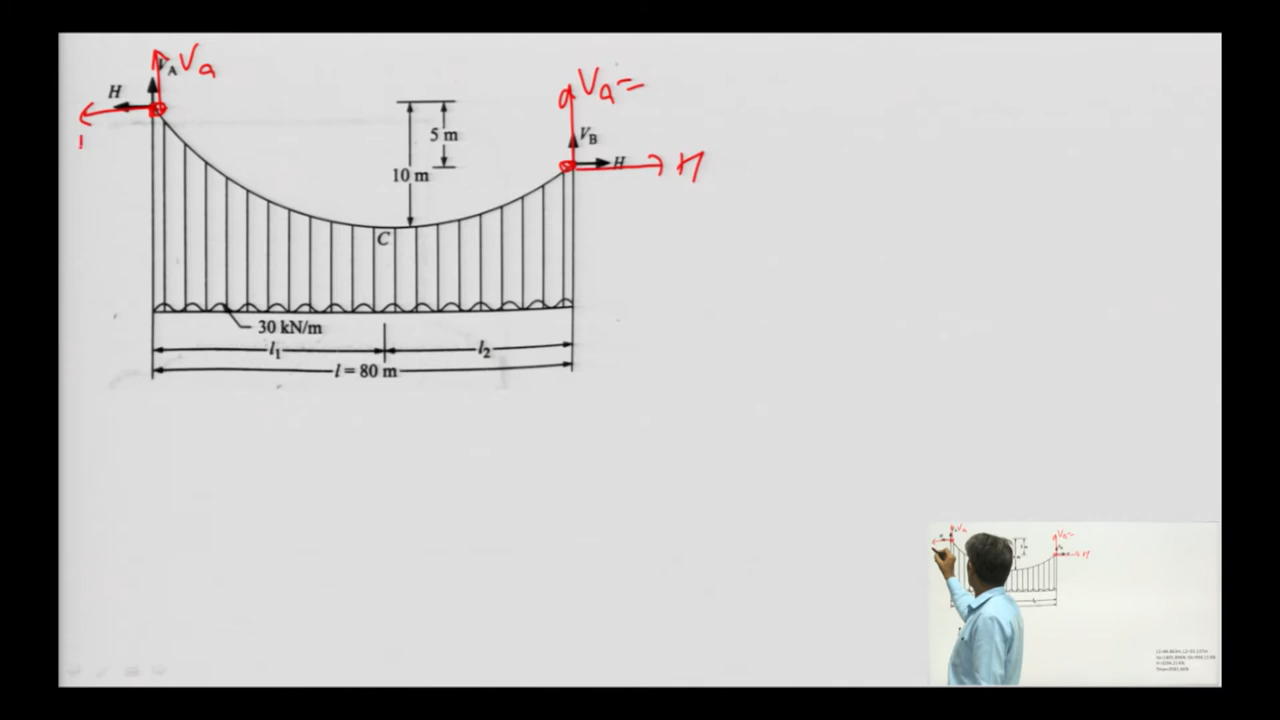 V_A Va
H
5 m
10 m
Va=
V_B
H H
C
30 kN/m
l₁ l₂
l = 80 m